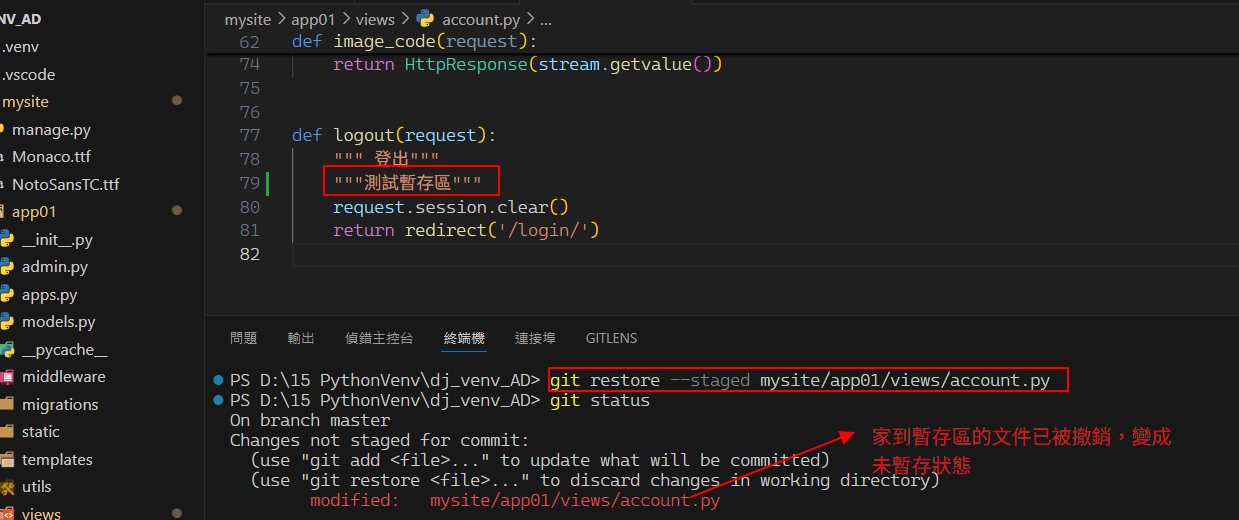 NV_AD
.venv
.vscode
mysite
manage.py
Monaco.ttf
NotoSansTC.ttf
app01
__init__.py
admin.py
apps.py
models.py
__pycache__
middleware
migrations
static
templates
utils
views
mysite > app01 > views > account.py > ...
62 def image_code(request):
74 return HttpResponse(stream.getvalue())
75
76
77 def logout(request):
78 """ 登出"""
79 """測試暫存區"""
80 request.session.clear()
81 return redirect('/login/')
82
問題 輸出 偵錯主控台 終端機 連接埠 GITLENS
PS D:\15 PythonVenv\dj_venv_AD> git restore --staged mysite/app01/views/account.py
PS D:\15 PythonVenv\dj_venv_AD> git status
On branch master
Changes not staged for commit:
(use "git add <file>..." to update what will be committed)
(use "git restore <file>..." to discard changes in working directory)
modified: mysite/app01/views/account.py
家到暫存區的文件已被撤銷，變成
未暫存狀態